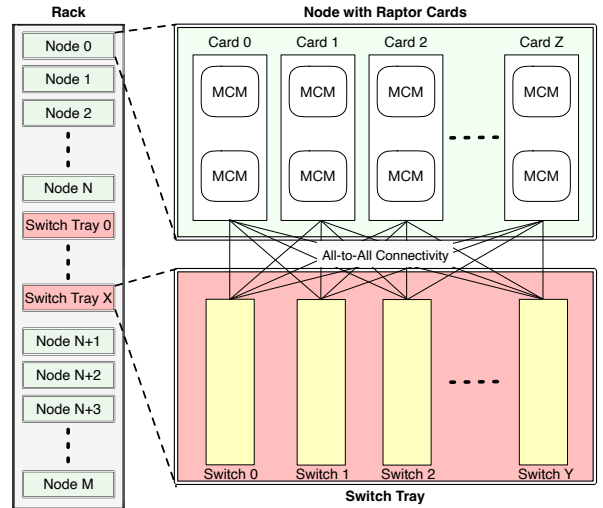 Rack
Node 0
Node 1
Node 2
Node N
Switch Tray 0
Switch Tray X
Node N+1
Node N+2
Node N+3
Node M
Node with Raptor Cards
Card 0 Card 1 Card 2 Card Z
MCM MCM MCM MCM
MCM MCM MCM MCM
All-to-All Connectivity
Switch 0 Switch 1 Switch 2 Switch Y
Switch Tray